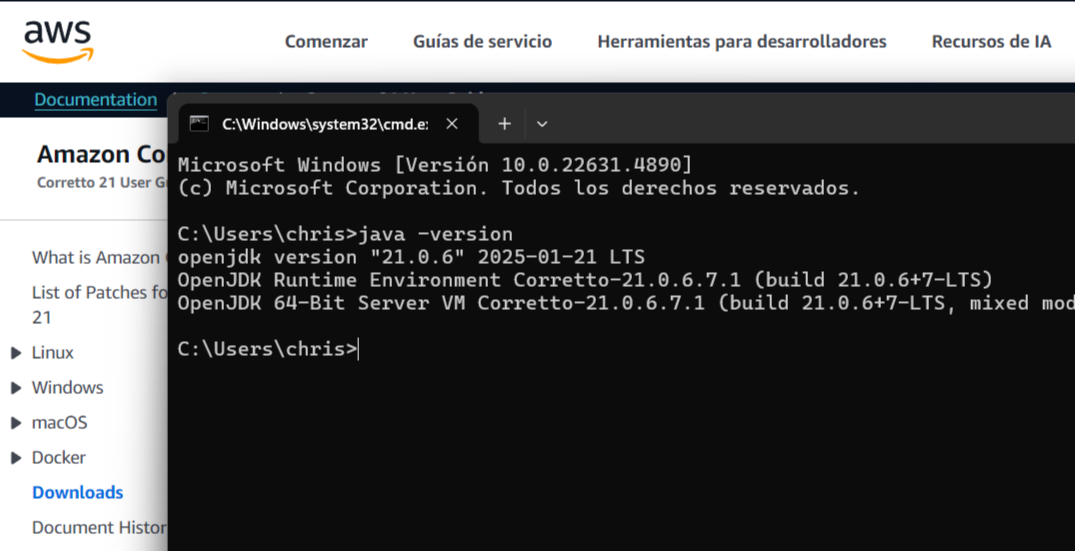 aws
Comenzar Guías de servicio Herramientas para desarrolladores Recursos de IA
Documentation
C:\Windows\system32\cmd.e:
Amazon Co
Corretto 21 User G
What is Amazon
List of Patches fo
21
Linux
Windows
macOS
Docker
Downloads
Document Histor
Microsoft Windows [Versión 10.0.22631.4890]
(c) Microsoft Corporation. Todos los derechos reservados.
C:\Users\chris>java -version
openjdk version "21.0.6" 2025-01-21 LTS
OpenJDK Runtime Environment Corretto-21.0.6.7.1 (build 21.0.6+7-LTS)
OpenJDK 64-Bit Server VM Corretto-21.0.6.7.1 (build 21.0.6+7-LTS, mixed mod
C:\Users\chris>